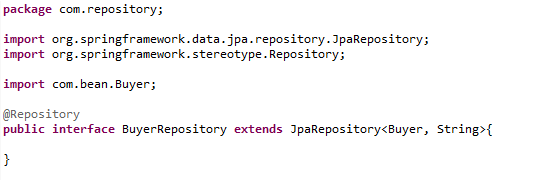 package com.repository;
import org.springframework.data.jpa.repository.JpaRepository;
import org.springframework.stereotype.Repository;
import com.bean.Buyer;
@Repository
public interface BuyerRepository extends JpaRepository<Buyer, String>{
}